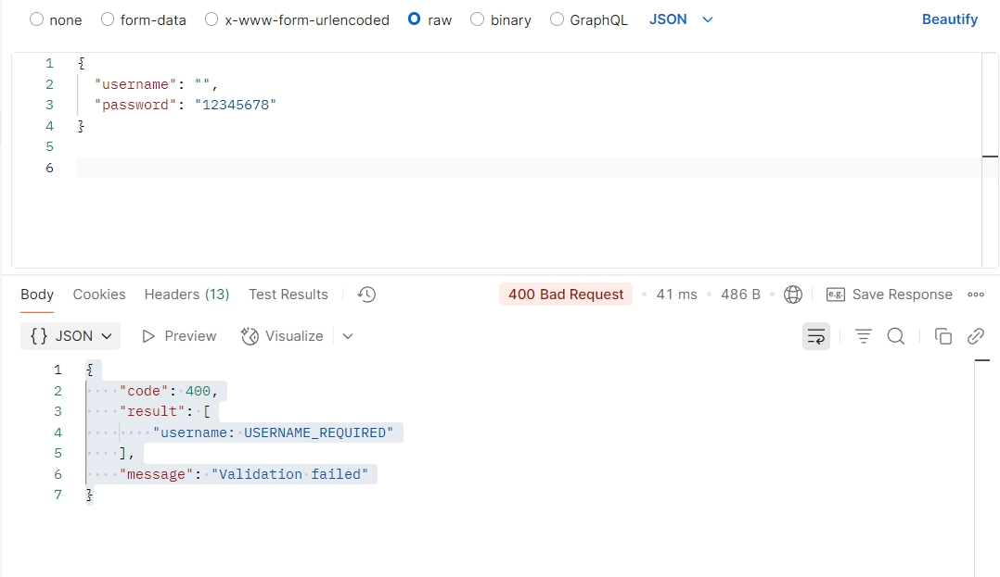 none form-data x-www-form-urlencoded raw binary GraphQL JSON Beautify
1 {
2 "username": "",
3 "password": "12345678"
4 }
5
6
Body Cookies Headers (13) Test Results 400 Bad Request • 41 ms • 486 B • e.g. Save Response
{} JSON Preview Visualize
1 {
2 "code": 400,
3 "result": [
4 "username: USERNAME_REQUIRED"
5 ],
6 "message": "Validation failed"
7 }